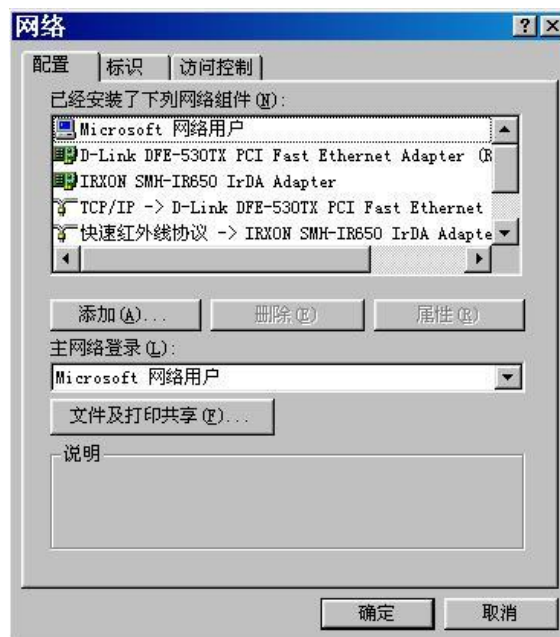 网络
配置 标识 访问控制
已经安装了下列网络组件(N):
Microsoft 网络用户
D-Link DFE-530TX PCI Fast Ethernet Adapter (R
IRXON SMH-IR650 IrDA Adapter
TCP/IP -> D-Link DFE-530TX PCI Fast Ethernet
快速红外线协议 -> IRXON SMH-IR650 IrDA Adapte
添加(A)... 删除(E) 属性(R)
主网络登录(L):
Microsoft 网络用户
文件及打印共享(F)...
说明
确定 取消